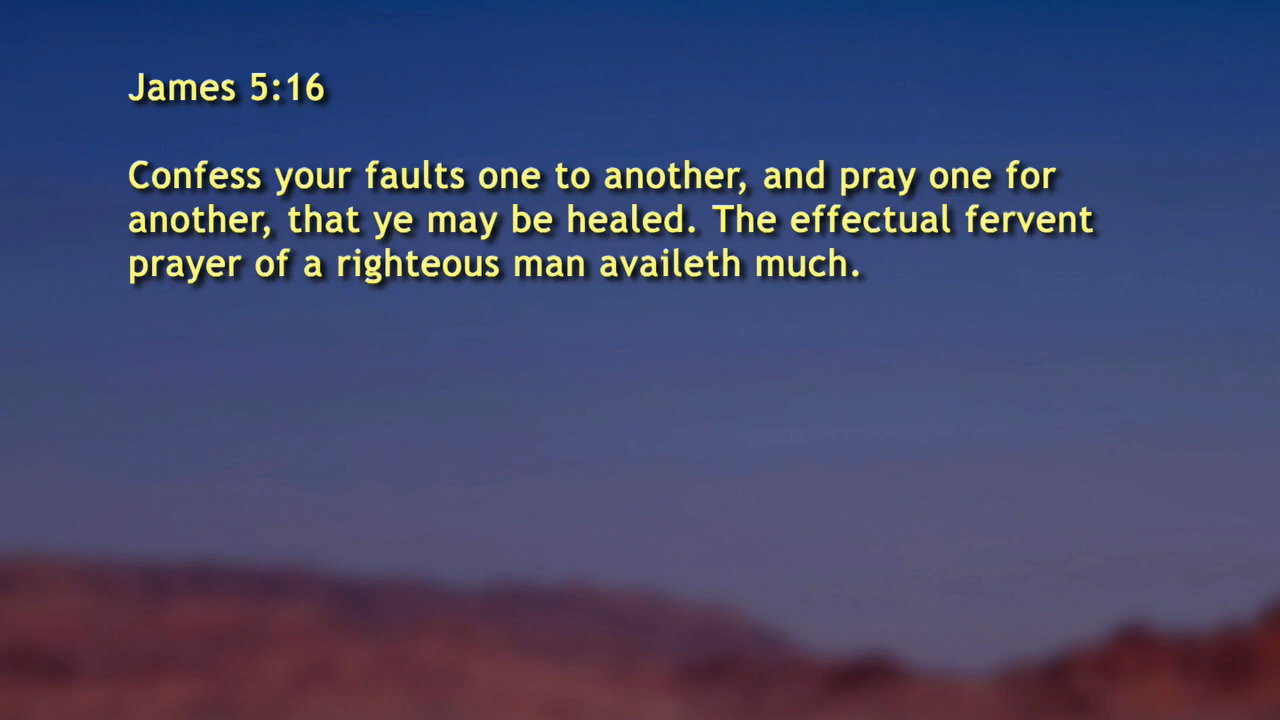 James 5:16
Confess your faults one to another, and pray one for
another, that ye may be healed. The effectual fervent
prayer of a righteous man availeth much.